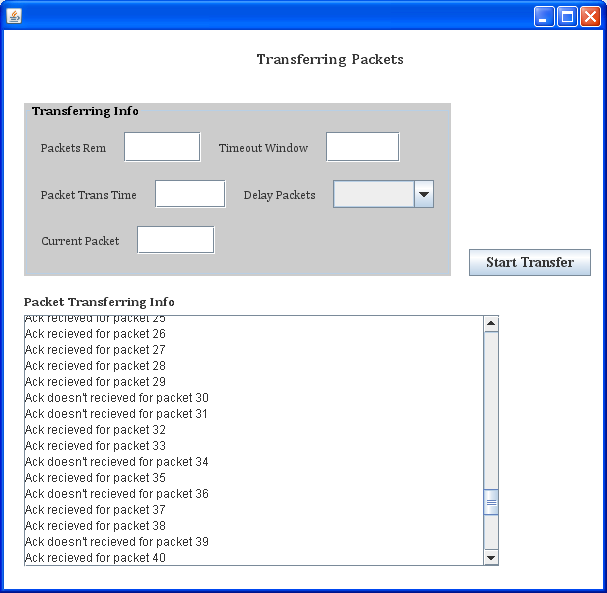 Transferring Packets
Transferring Info
Packets Rem
Timeout Window
Packet Trans Time
Delay Packets
Current Packet
Start Transfer
Packet Transferring Info
Ack recieved for packet 25
Ack recieved for packet 26
Ack recieved for packet 27
Ack recieved for packet 28
Ack recieved for packet 29
Ack doesn't recieved for packet 30
Ack doesn't recieved for packet 31
Ack recieved for packet 32
Ack recieved for packet 33
Ack doesn't recieved for packet 34
Ack recieved for packet 35
Ack doesn't recieved for packet 36
Ack recieved for packet 37
Ack recieved for packet 38
Ack doesn't recieved for packet 39
Ack recieved for packet 40